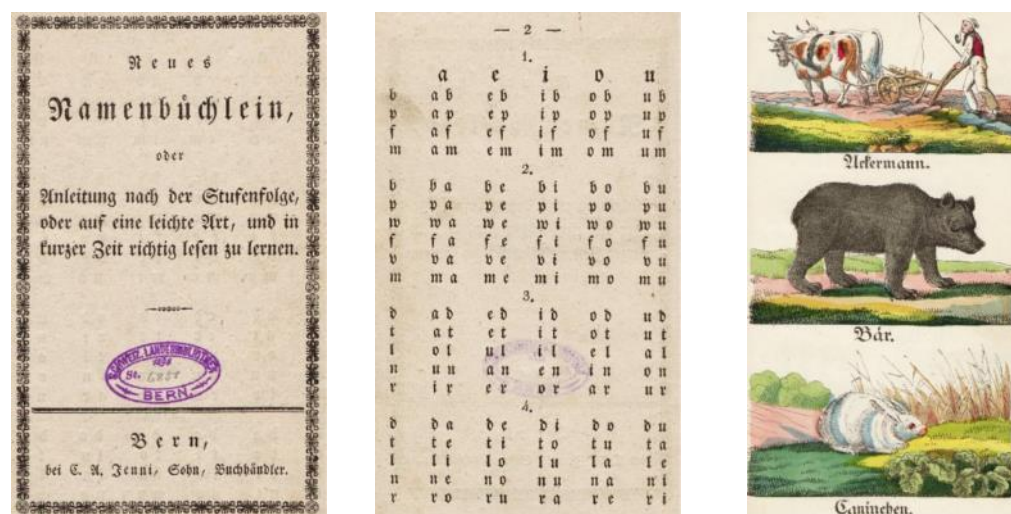 Neues
Namenbüchlein,
oder
Anleitung nach der Stufenfolge,
oder auf eine leichte Art, und in
kurzer Zeit richtig lesen zu lernen.
SCHWEIZ. LANDESBIBLIOTHEK
St.
BERN.
Bern,
bei C. A. Jenni, Sohn, Buchhändler.
— 2 —
1.
a e i o u
b ab eb ib ob ub
p ap ep ip op up
f af ef if of uf
m am em im om um
2.
b ba be bi bo bu
p pa pe pi po pu
w wa we wi wo wu
f fa fe fi fo fu
v va ve vi vo vu
m ma me mi mo mu
3.
d ad ed id od ud
t at et it ot ut
l ol ul il el al
n un an en in on
r ir er or ar ur
4.
d da de di do du
t te ti to tu ta
l li lo lu la le
n ne no nu na ni
r ro ru ra re ri
Ackermann.
Bär.
Caninchen.